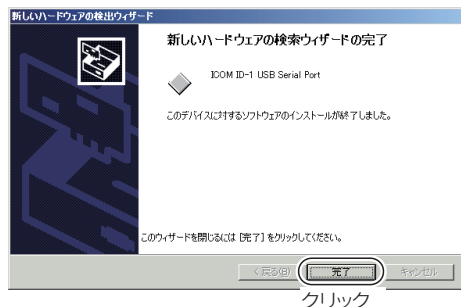 新しいハードウェアの検出ウィザード
新しいハードウェアの検索ウィザードの完了
ICOM ID-1 USB Serial Port
このデバイスに対するソフトウェアのインストールが終了しました。
このウィザードを閉じるには [完了] をクリックしてください。
< 戻る(B)
完了
キャンセル
クリック